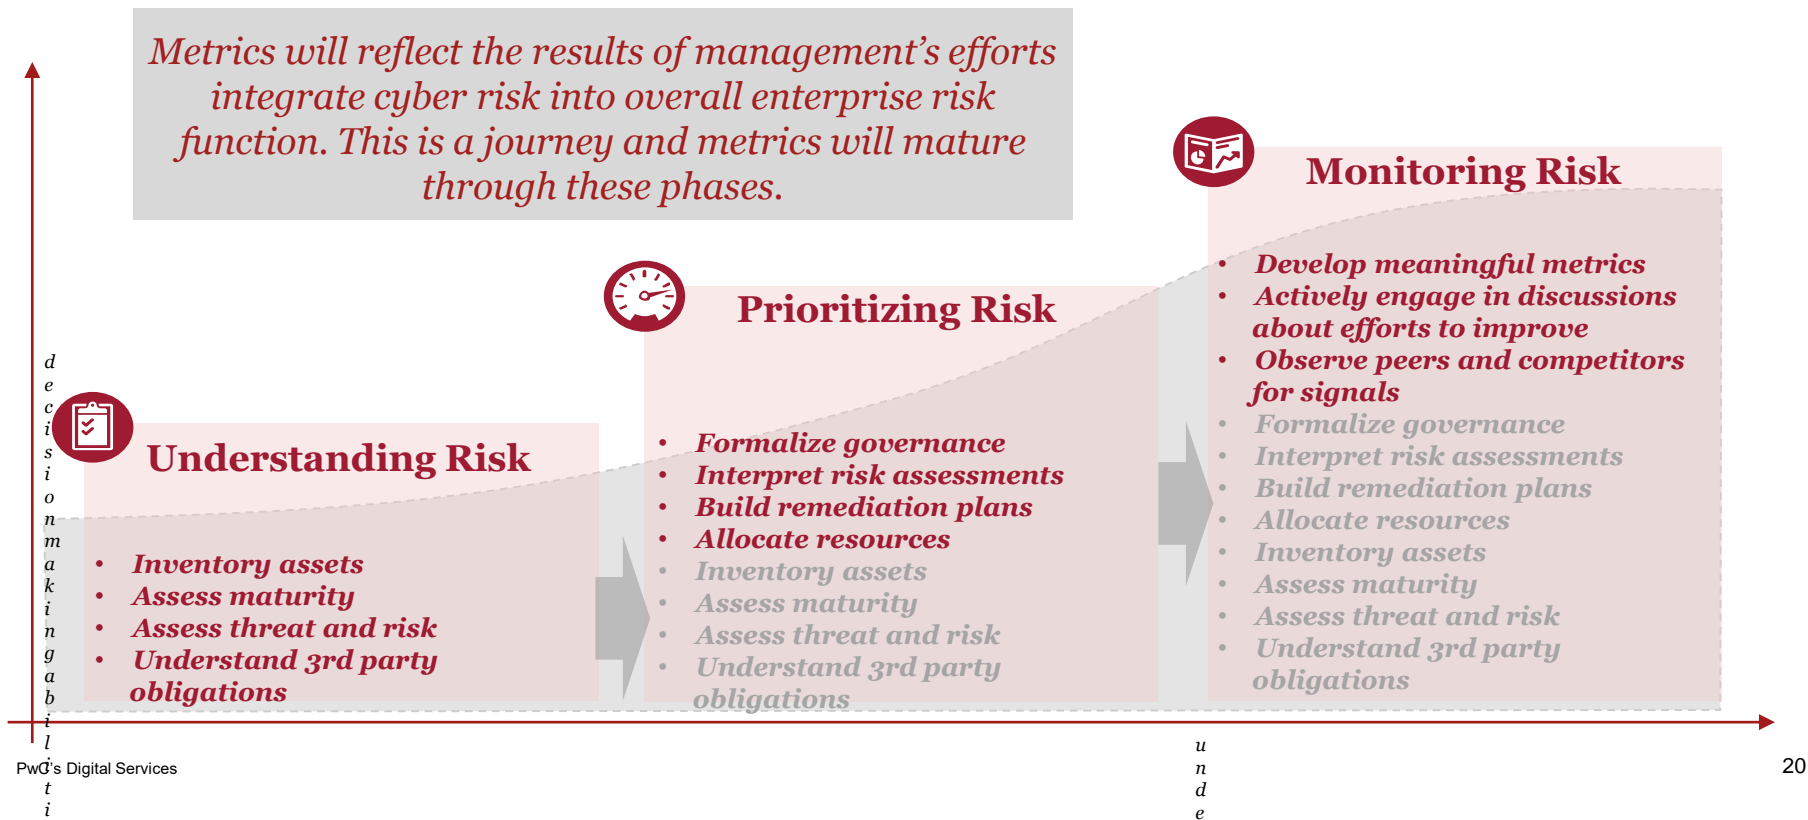 Metrics will reflect the results of management's efforts
integrate cyber risk into overall enterprise risk
function. This is a journey and metrics will mature
through these phases.
Monitoring Risk
• Develop meaningful metrics
• Actively engage in discussions
about efforts to improve
• Observe peers and competitors
for signals
• Formalize governance
• Interpret risk assessments
• Build remediation plans
• Allocate resources
• Inventory assets
• Assess maturity
• Assess threat and risk
• Understand 3rd party
obligations
Prioritizing Risk
• Formalize governance
• Interpret risk assessments
• Build remediation plans
• Allocate resources
• Inventory assets
• Assess maturity
• Assess threat and risk
• Understand 3rd party
obligations
Understanding Risk
• Inventory assets
• Assess maturity
• Assess threat and risk
• Understand 3rd party
obligations
decisionmakingabiliti
unde
PwC's Digital Services
20